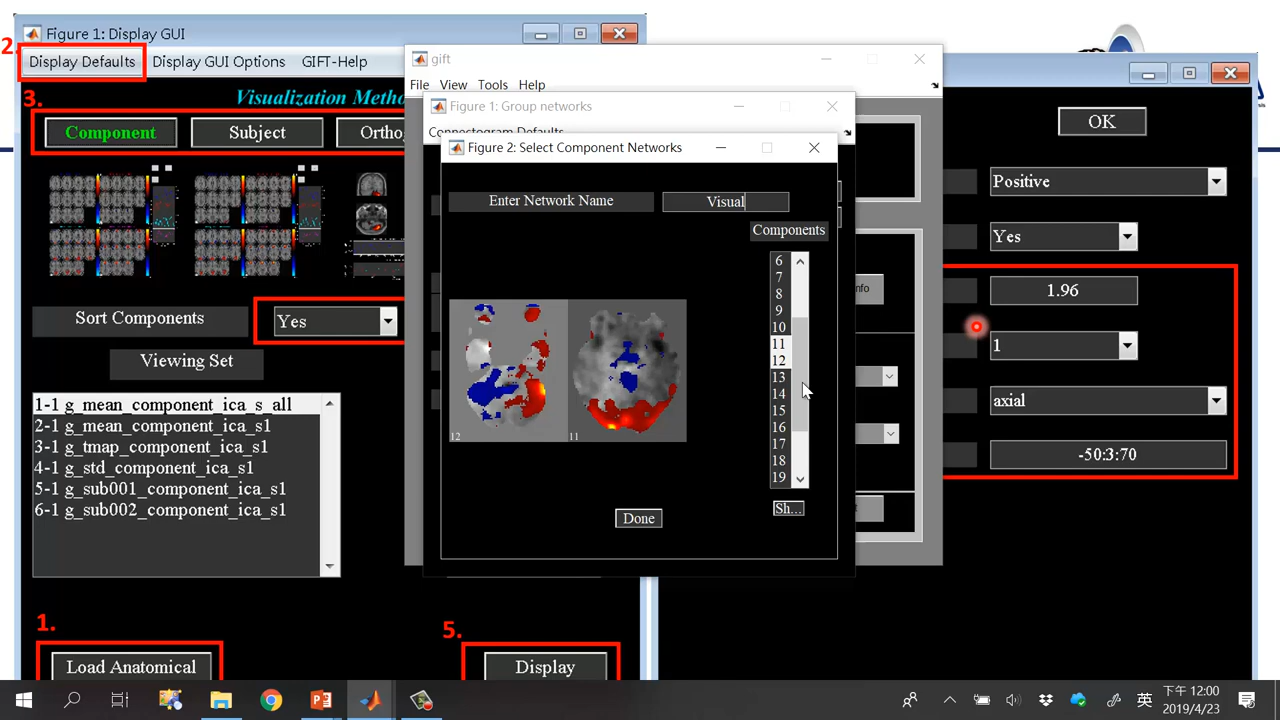 Figure 1: Display GUI
2.
Display Defaults
Display GUI Options
GIFT-Help
3.
Visualization Metho
Component
Subject
Ortho
Sort Components
Yes
Viewing Set
1-1 g_mean_component_ica_s_all
2-1 g_mean_component_ica_s1
3-1 g_tmap_component_ica_s1
4-1 g_std_component_ica_s1
5-1 g_sub001_component_ica_s1
6-1 g_sub002_component_ica_s1
1.
Load Anatomical
5.
Display
gift
File
View
Tools
Help
Figure 1: Group networks
Connectogram Defaults
Figure 2: Select Component Networks
Enter Network Name
Visual
Components
6
7
8
9
10
11
12
13
14
15
16
17
18
19
12
11
Sh...
Done
nfo
OK
Positive
Yes
1.96
1
axial
-50:3:70
英
下午 12:00
2019/4/23